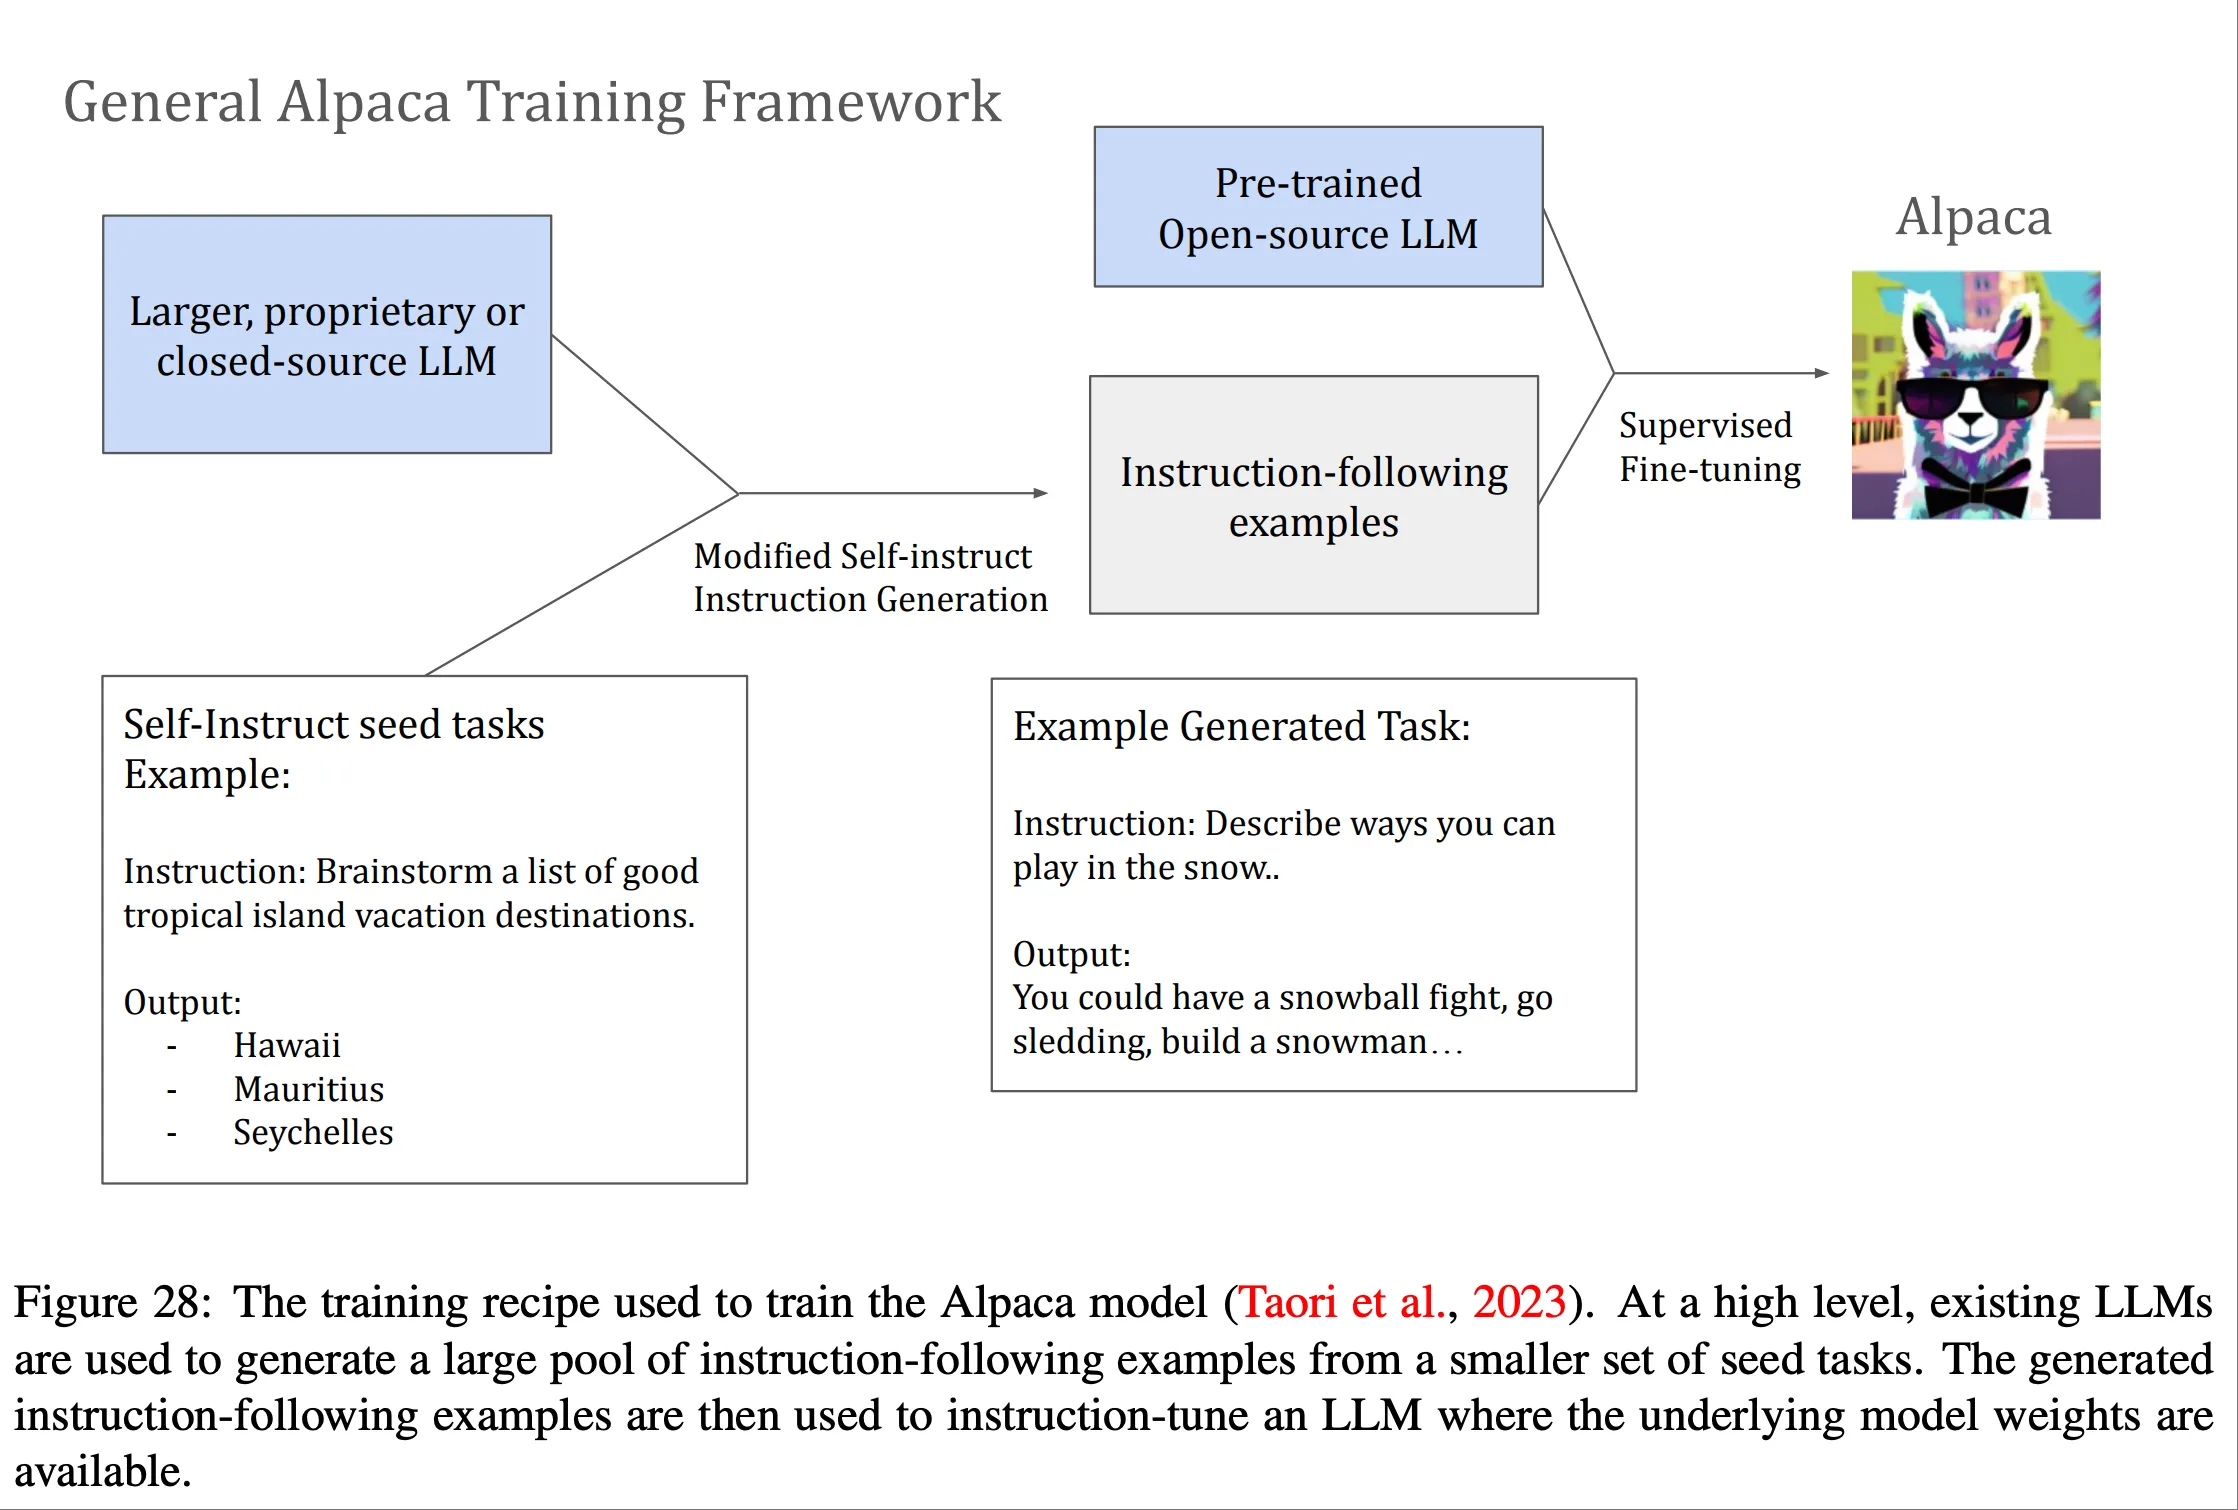 General Alpaca Training Framework
Larger, proprietary or
closed-source LLM
Pre-trained
Open-source LLM
Alpaca
Instruction-following
examples
Supervised
Fine-tuning
Modified Self-instruct
Instruction Generation
Self-Instruct seed tasks
Example:
Instruction: Brainstorm a list of good
tropical island vacation destinations.
Output:
- Hawaii
- Mauritius
- Seychelles
Example Generated Task:
Instruction: Describe ways you can
play in the snow..
Output:
You could have a snowball fight, go
sledding, build a snowman…
Figure 28: The training recipe used to train the Alpaca model (Taori et al., 2023). At a high level, existing LLMs
are used to generate a large pool of instruction-following examples from a smaller set of seed tasks. The generated
instruction-following examples are then used to instruction-tune an LLM where the underlying model weights are
available.